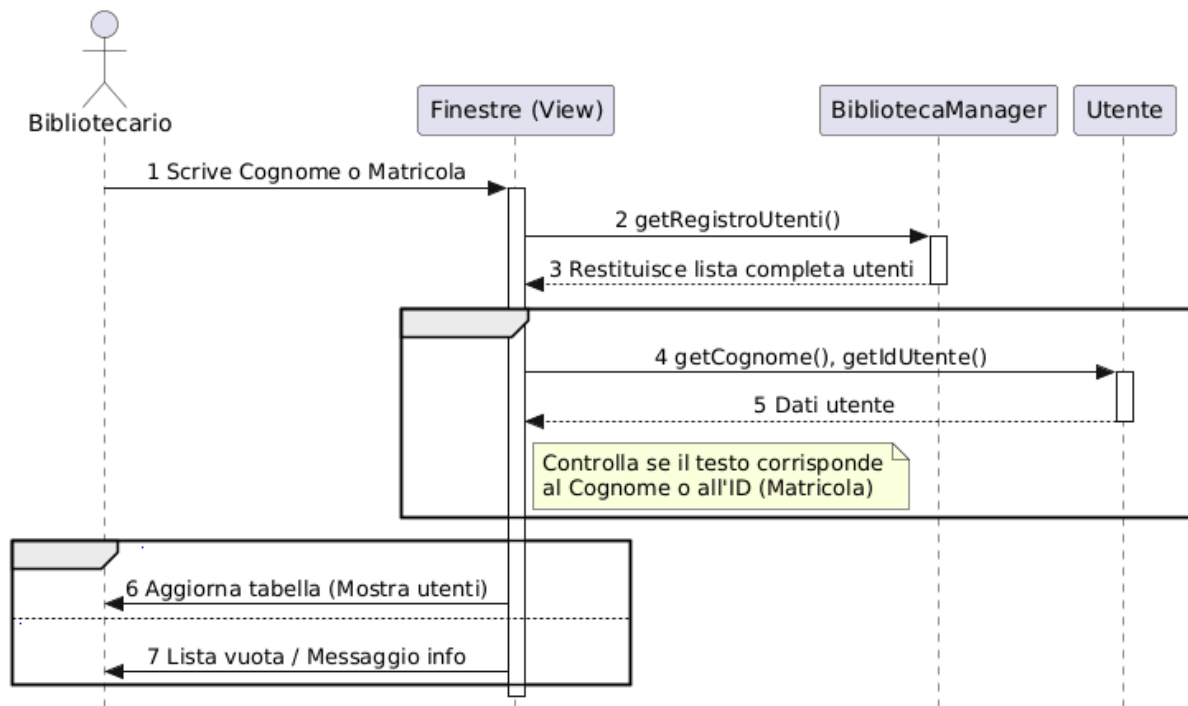 Bibliotecario
Finestre (View)
BibliotecaManager
Utente
1 Scrive Cognome o Matricola
2 getRegistroUtenti()
3 Restituisce lista completa utenti
4 getCognome(), getIdUtente()
5 Dati utente
Controlla se il testo corrisponde
al Cognome o all'ID (Matricola)
6 Aggiorna tabella (Mostra utenti)
7 Lista vuota / Messaggio info